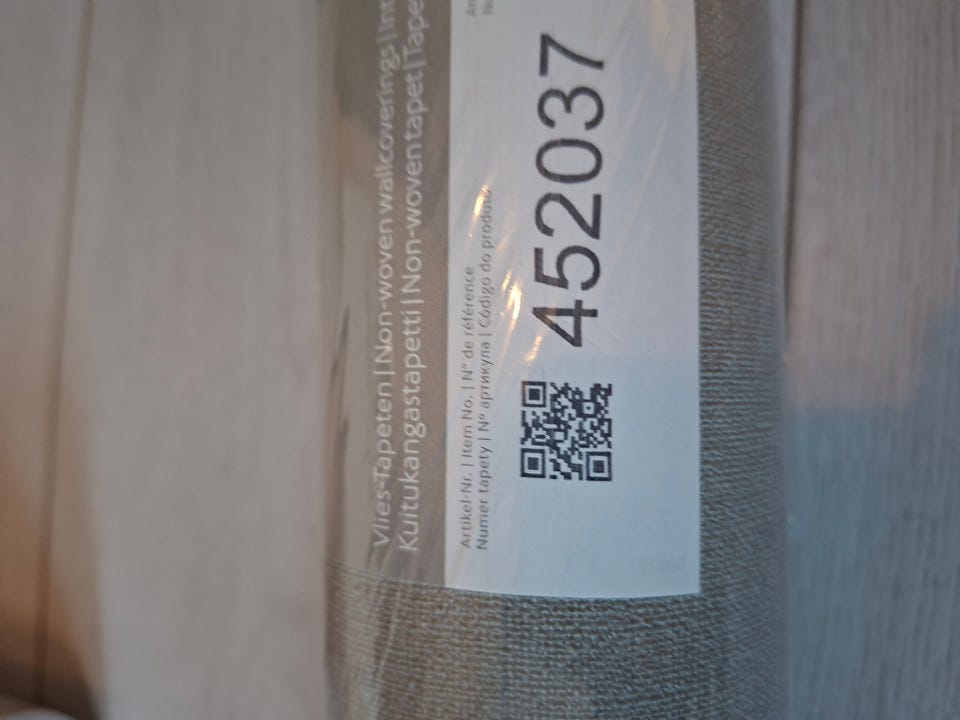 Vlies-Tapeten | Non-woven wallcoverings | Int
Kuitukangastapetti | Non-woven tapet | Tape
Artikel-Nr. | Item No. | N° de référence
Numer tapety | N° артикула | Código do produto
452037